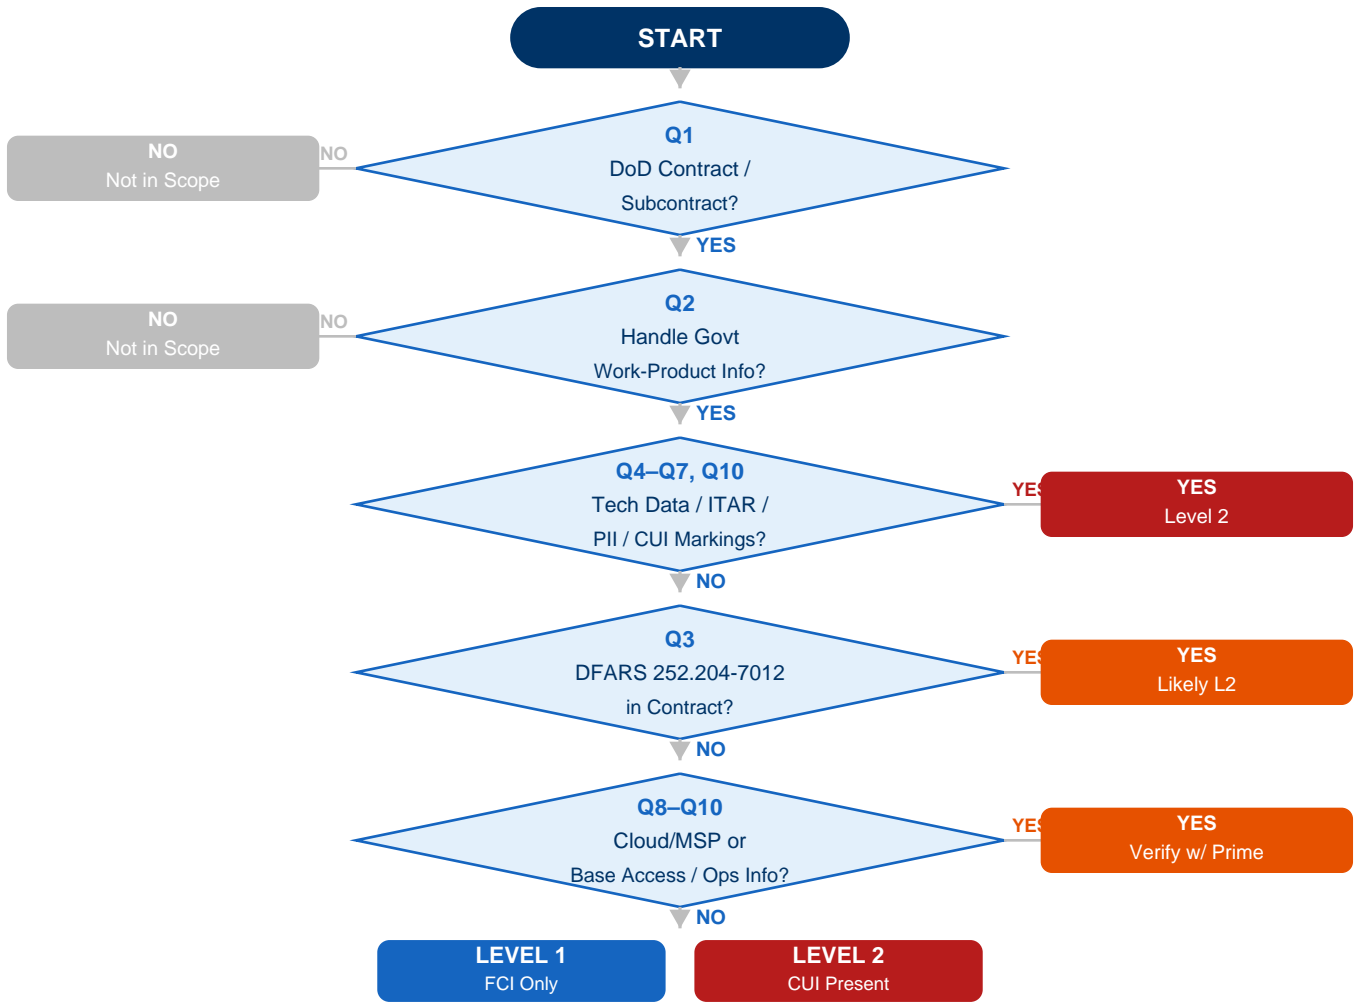 START
Q1
DoD Contract /
Subcontract?
NO
NO
Not in Scope
YES
Q2
Handle Govt
Work-Product Info?
NO
NO
Not in Scope
YES
Q4–Q7, Q10
Tech Data / ITAR /
PII / CUI Markings?
YES
YES
Level 2
NO
Q3
DFARS 252.204-7012
in Contract?
YES
YES
Likely L2
NO
Q8–Q10
Cloud/MSP or
Base Access / Ops Info?
YES
YES
Verify w/ Prime
NO
LEVEL 1
FCI Only
LEVEL 2
CUI Present